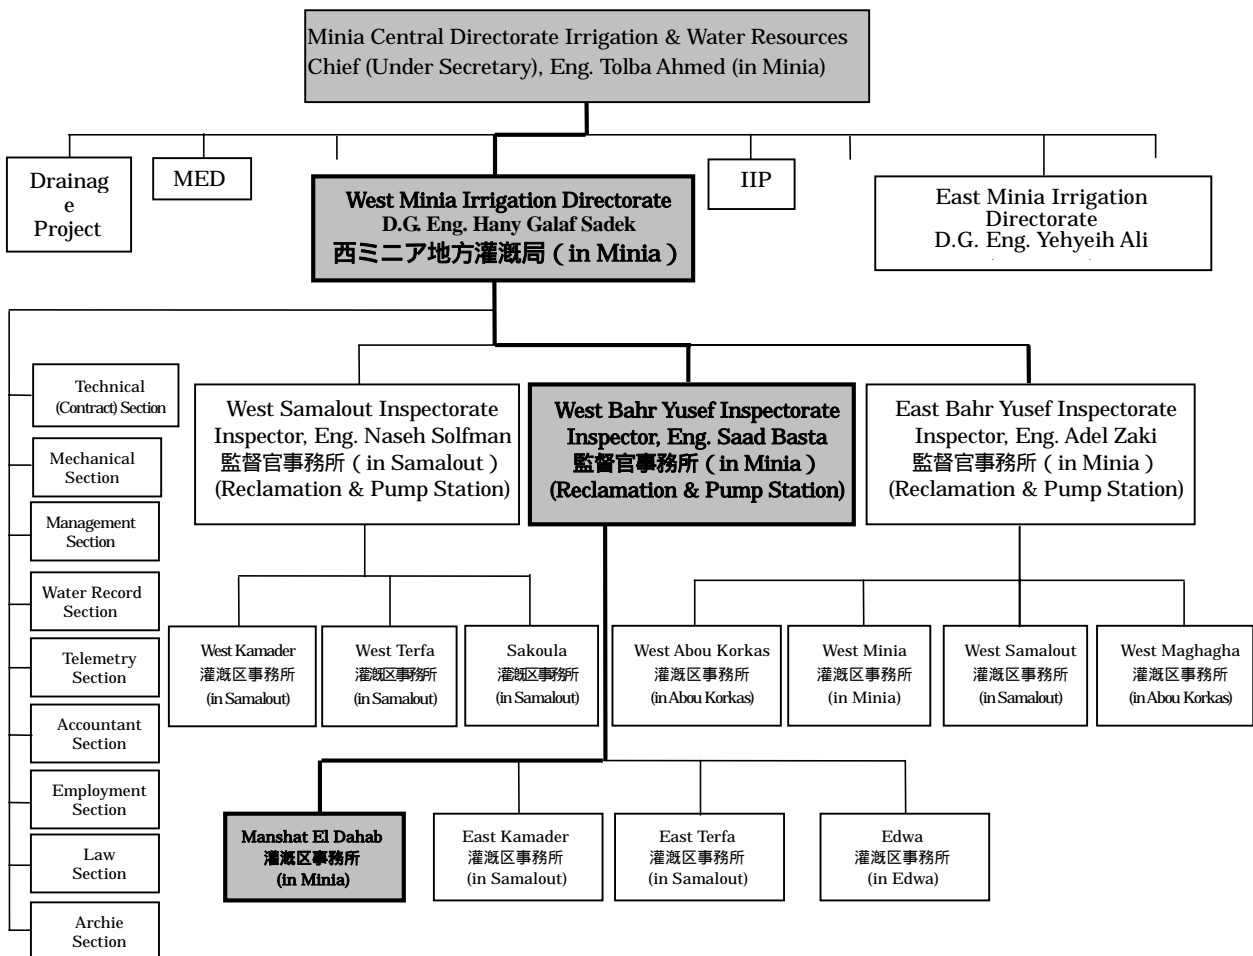 Minia Central Directorate Irrigation & Water Resources
Chief (Under Secretary), Eng. Tolba Ahmed (in Minia)
Drainag
e
Project
MED
West Minia Irrigation Directorate
D.G. Eng. Hany Galaf Sadek
西ミニア地方灌漑局（in Minia）
IIP
East Minia Irrigation
Directorate
D.G. Eng. Yehyeih Ali
Technical
(Contract) Section
Mechanical
Section
Management
Section
Water Record
Section
Telemetry
Section
Accountant
Section
Employment
Section
Law
Section
Archie
Section
West Samalout Inspectorate
Inspector, Eng. Naseh Solfman
監督官事務所（in Samalout）
(Reclamation & Pump Station)
West Bahr Yusef Inspectorate
Inspector, Eng. Saad Basta
監督官事務所（in Minia）
(Reclamation & Pump Station)
East Bahr Yusef Inspectorate
Inspector, Eng. Adel Zaki
監督官事務所（in Minia）
(Reclamation & Pump Station)
West Kamader
灌漑区事務所
(in Samalout)
West Terfa
灌漑区事務所
(in Samalout)
Sakoula
灌漑区事務所
(in Samalout)
West Abou Korkas
灌漑区事務所
(in Abou Korkas)
West Minia
灌漑区事務所
(in Minia)
West Samalout
灌漑区事務所
(in Samalout)
West Maghagha
灌漑区事務所
(in Abou Korkas)
Manshat El Dahab
灌漑区事務所
(in Minia)
East Kamader
灌漑区事務所
(in Samalout)
East Terfa
灌漑区事務所
(in Samalout)
Edwa
灌漑区事務所
(in Edwa)